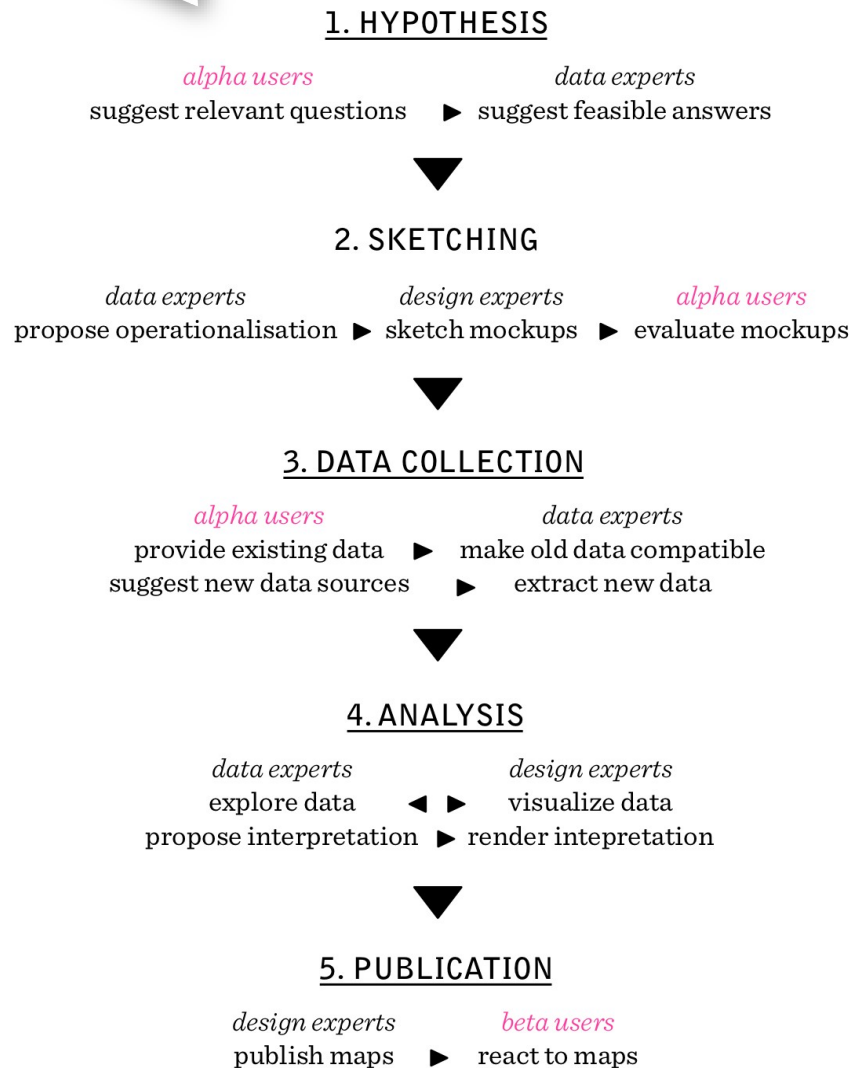 1. HYPOTHESIS
alpha users data experts
suggest relevant questions ► suggest feasible answers
2. SKETCHING
data experts design experts alpha users
propose operationalisation ► sketch mockups ► evaluate mockups
3. DATA COLLECTION
alpha users data experts
provide existing data ► make old data compatible
suggest new data sources ► extract new data
4. ANALYSIS
data experts design experts
explore data ◄ ► visualize data
propose interpretation ► render intepretation
5. PUBLICATION
design experts beta users
publish maps ► react to maps